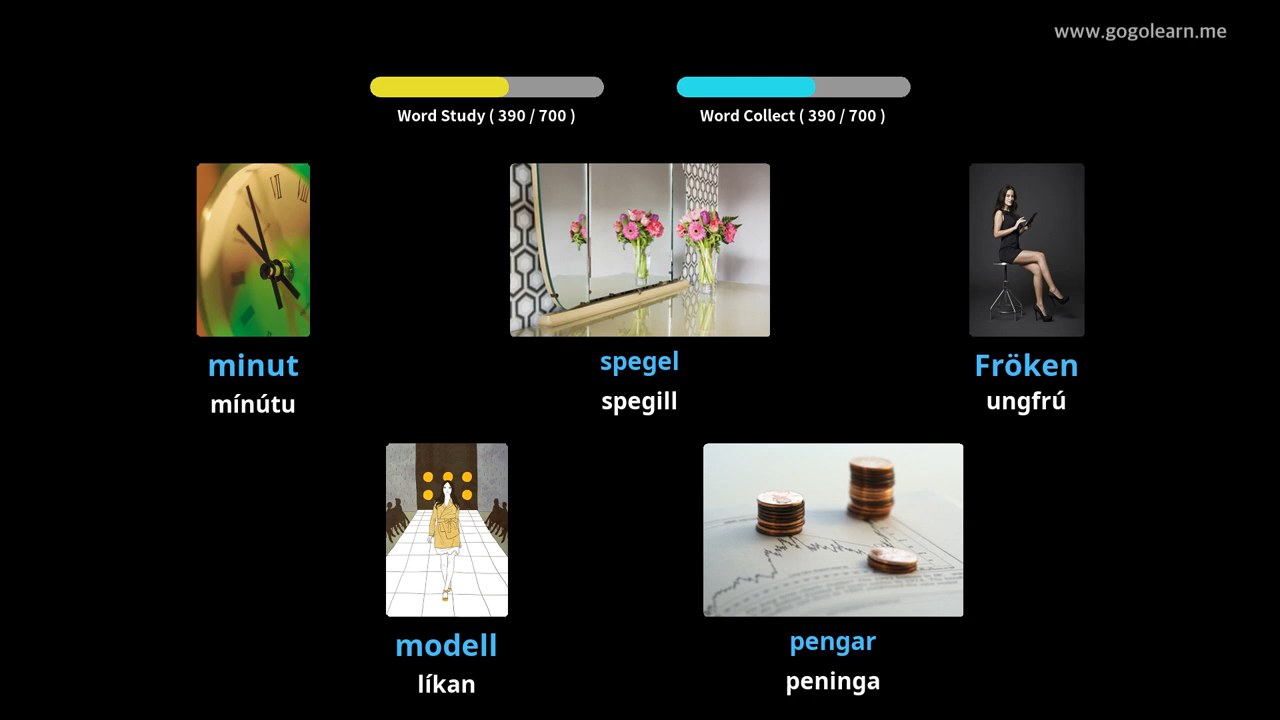 www.gogolearn.me
Word Study ( 390 / 700 )
Word Collect ( 390 / 700 )
minut
mínútu
spegel
spegill
Fröken
ungfrú
modell
líkan
pengar
peninga